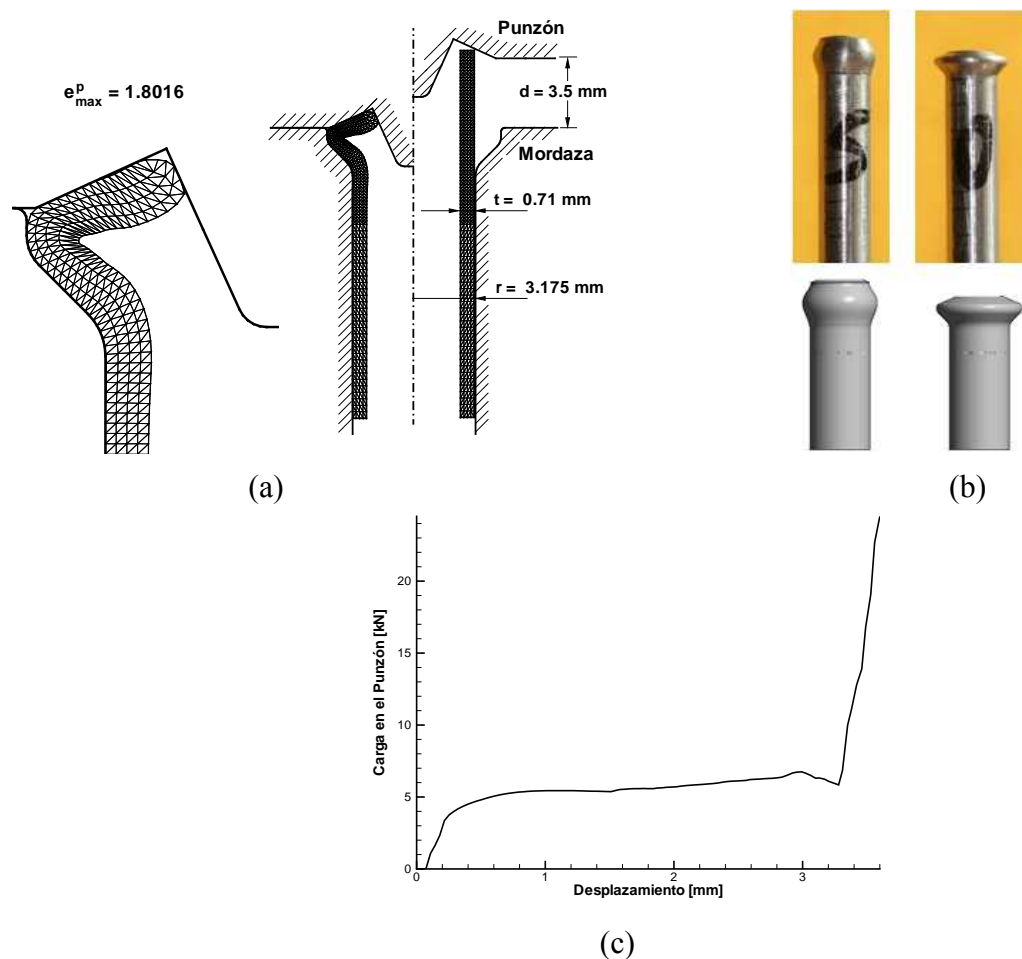 e^p_max = 1.8016
Punzón
d = 3.5 mm
Mordaza
t = 0.71 mm
r = 3.175 mm
(a)
S
0
(b)
Carga en el Punzón [kN]
20
15
10
5
0
0 1 2 3
Desplazamiento [mm]
(c)